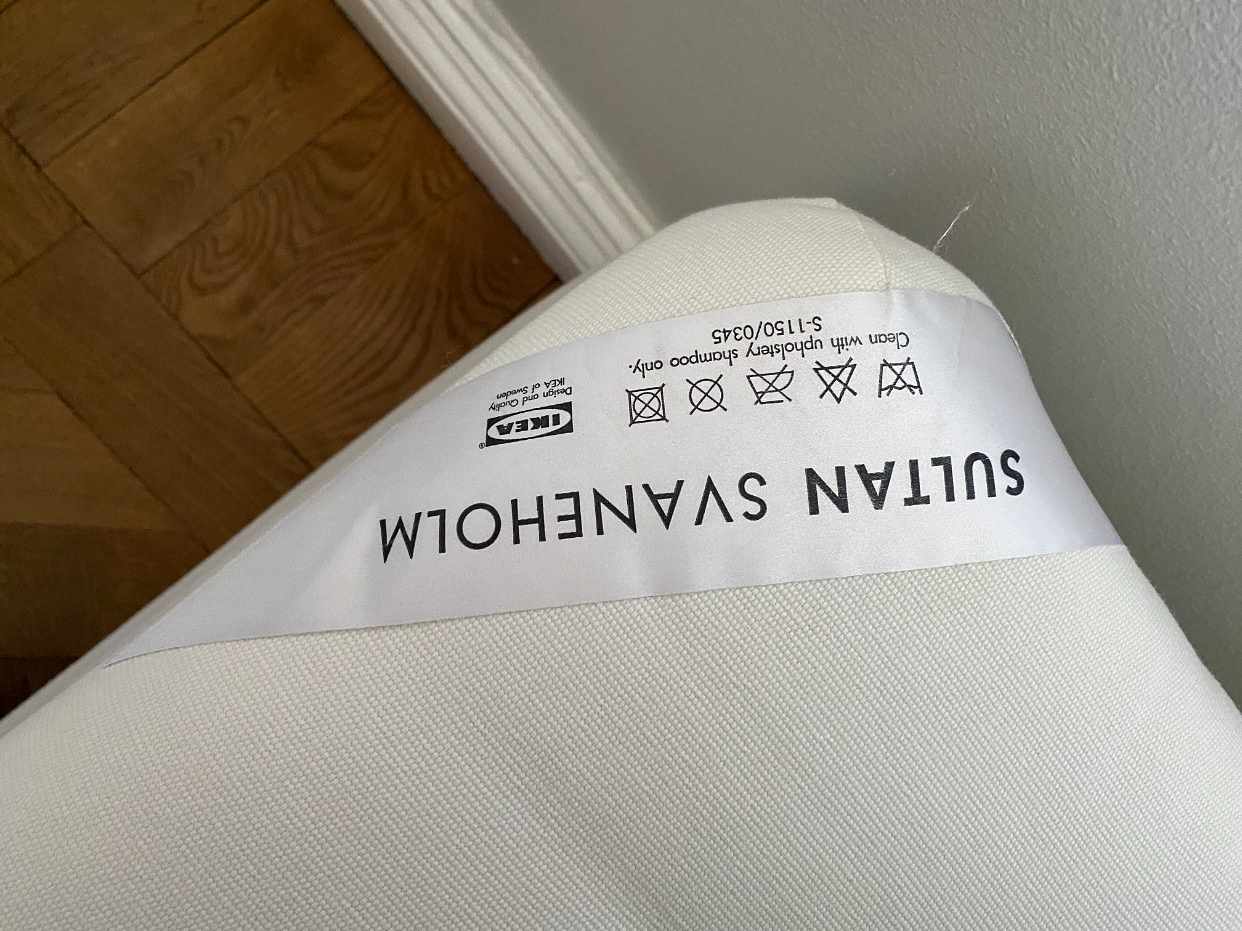 SULTAN SVANEHOLM
Clean with upholstery shampoo only.
S-1150/0345
IKEA®
Design and Quality
IKEA of Sweden